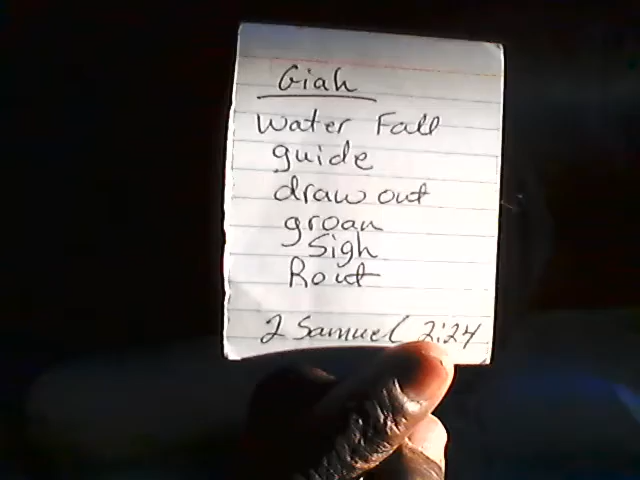 Giah
Water Fall
guide
draw out
groan
Sigh
Rout
2 Samuel 2:24